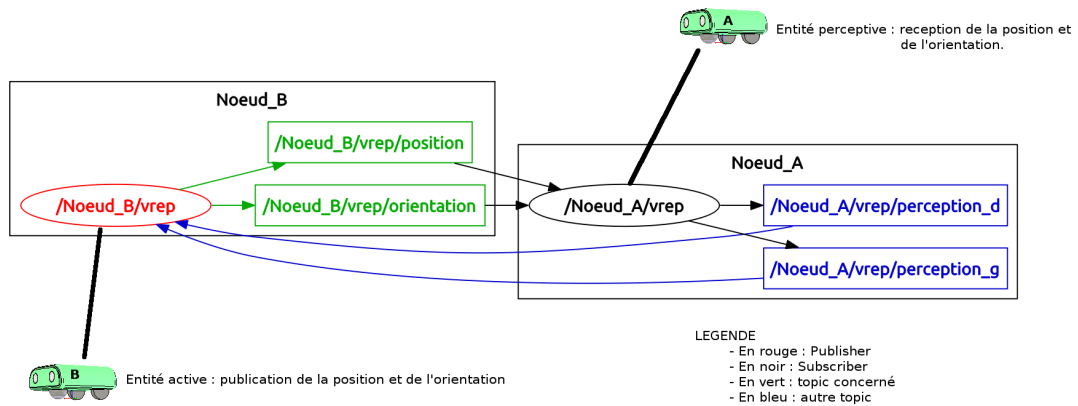 A
Entité perceptive : reception de la position et
de l'orientation.
Noeud_B
/Noeud_B/vrep/position
/Noeud_B/vrep
/Noeud_B/vrep/orientation
Noeud_A
/Noeud_A/vrep
/Noeud_A/vrep/perception_d
/Noeud_A/vrep/perception_g
B
Entité active : publication de la position et de l'orientation
LEGENDE
- En rouge : Publisher
- En noir : Subscriber
- En vert : topic concerné
- En bleu : autre topic